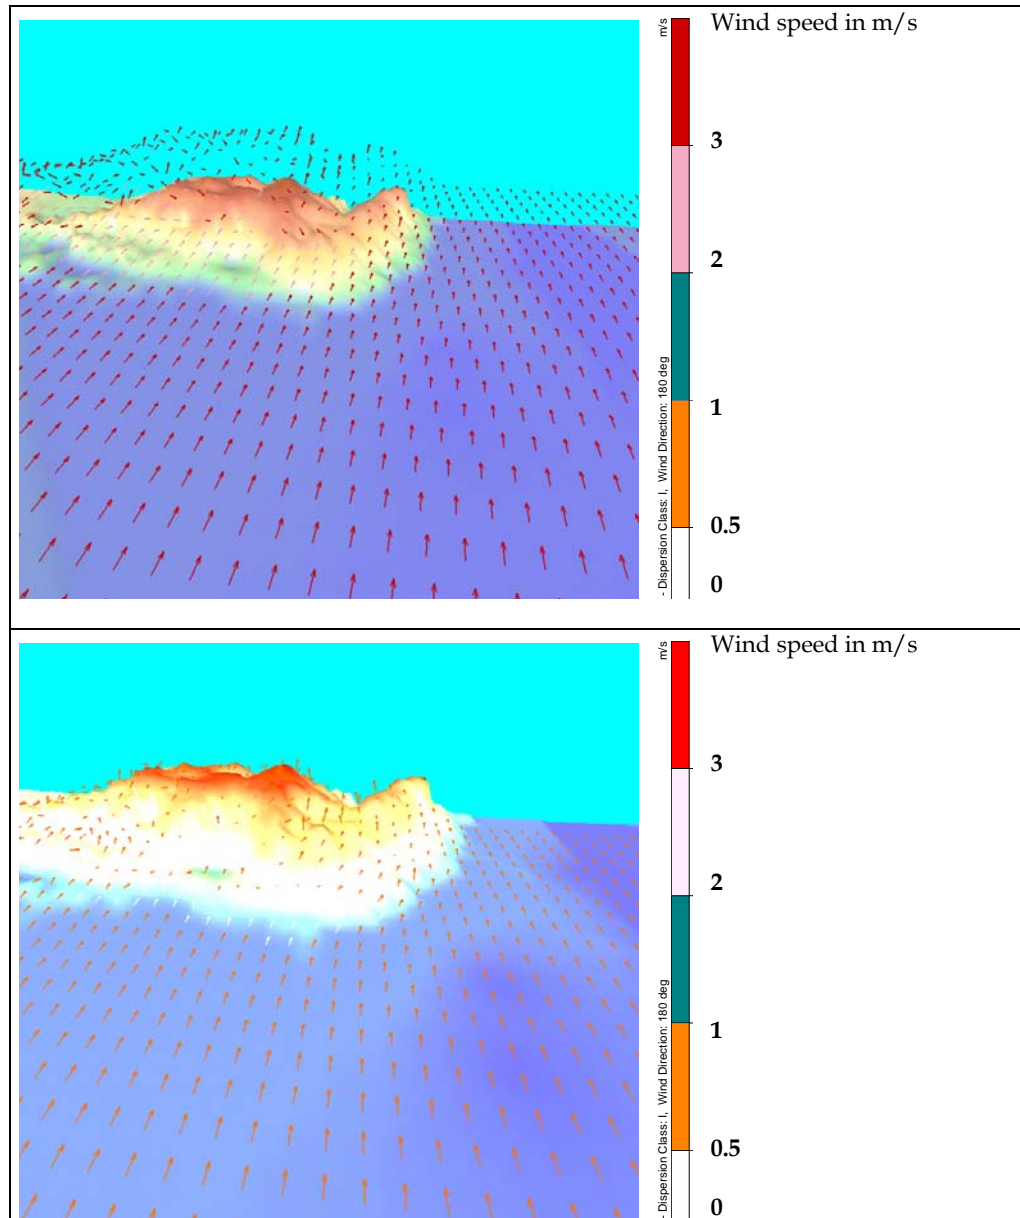 Wind speed in m/s
m/s
3
2
1
0.5
0
- Dispersion Class: I, Wind Direction: 180 deg
Wind speed in m/s
m/s
3
2
1
0.5
0
- Dispersion Class: I, Wind Direction: 180 deg